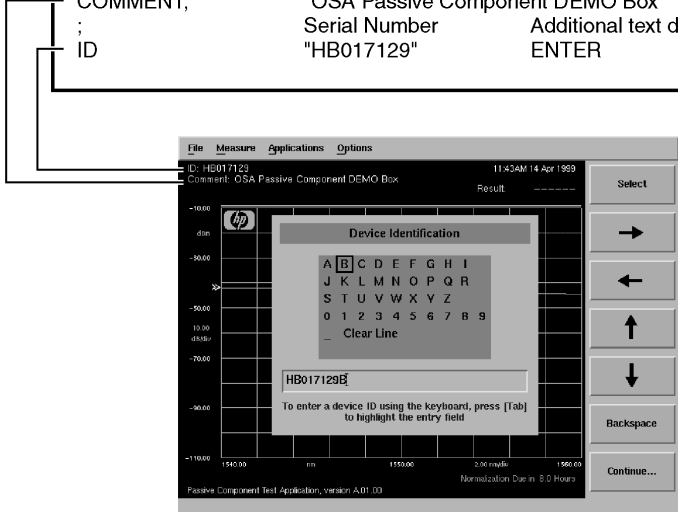 COMMENT, "OSA Passive Component DEMO Box
; Serial Number Additional text d
ID "HB017129" ENTER
File Measure Applications Options
ID: HB017129 11:43AM 14 Apr 1999
Comment: OSA Passive Component DEMO Box
Result: ------
Select
-10.00
hp
dBm
Device Identification
-30.00
A B C D E F G H I
J K L M N O P Q R
S T U V W X Y Z
0 1 2 3 4 5 6 7 8 9
_ Clear Line
-50.00
10.00
dB/div
-70.00
HB017129B
To enter a device ID using the keyboard, press [Tab]
to highlight the entry field
-90.00
Backspace
-110.00
1540.00 nm 1550.00 2.00 nm/div 1560.00
Continue...
Normalization Due in 8.0 Hours
Passive Component Test Application, version A.01.00